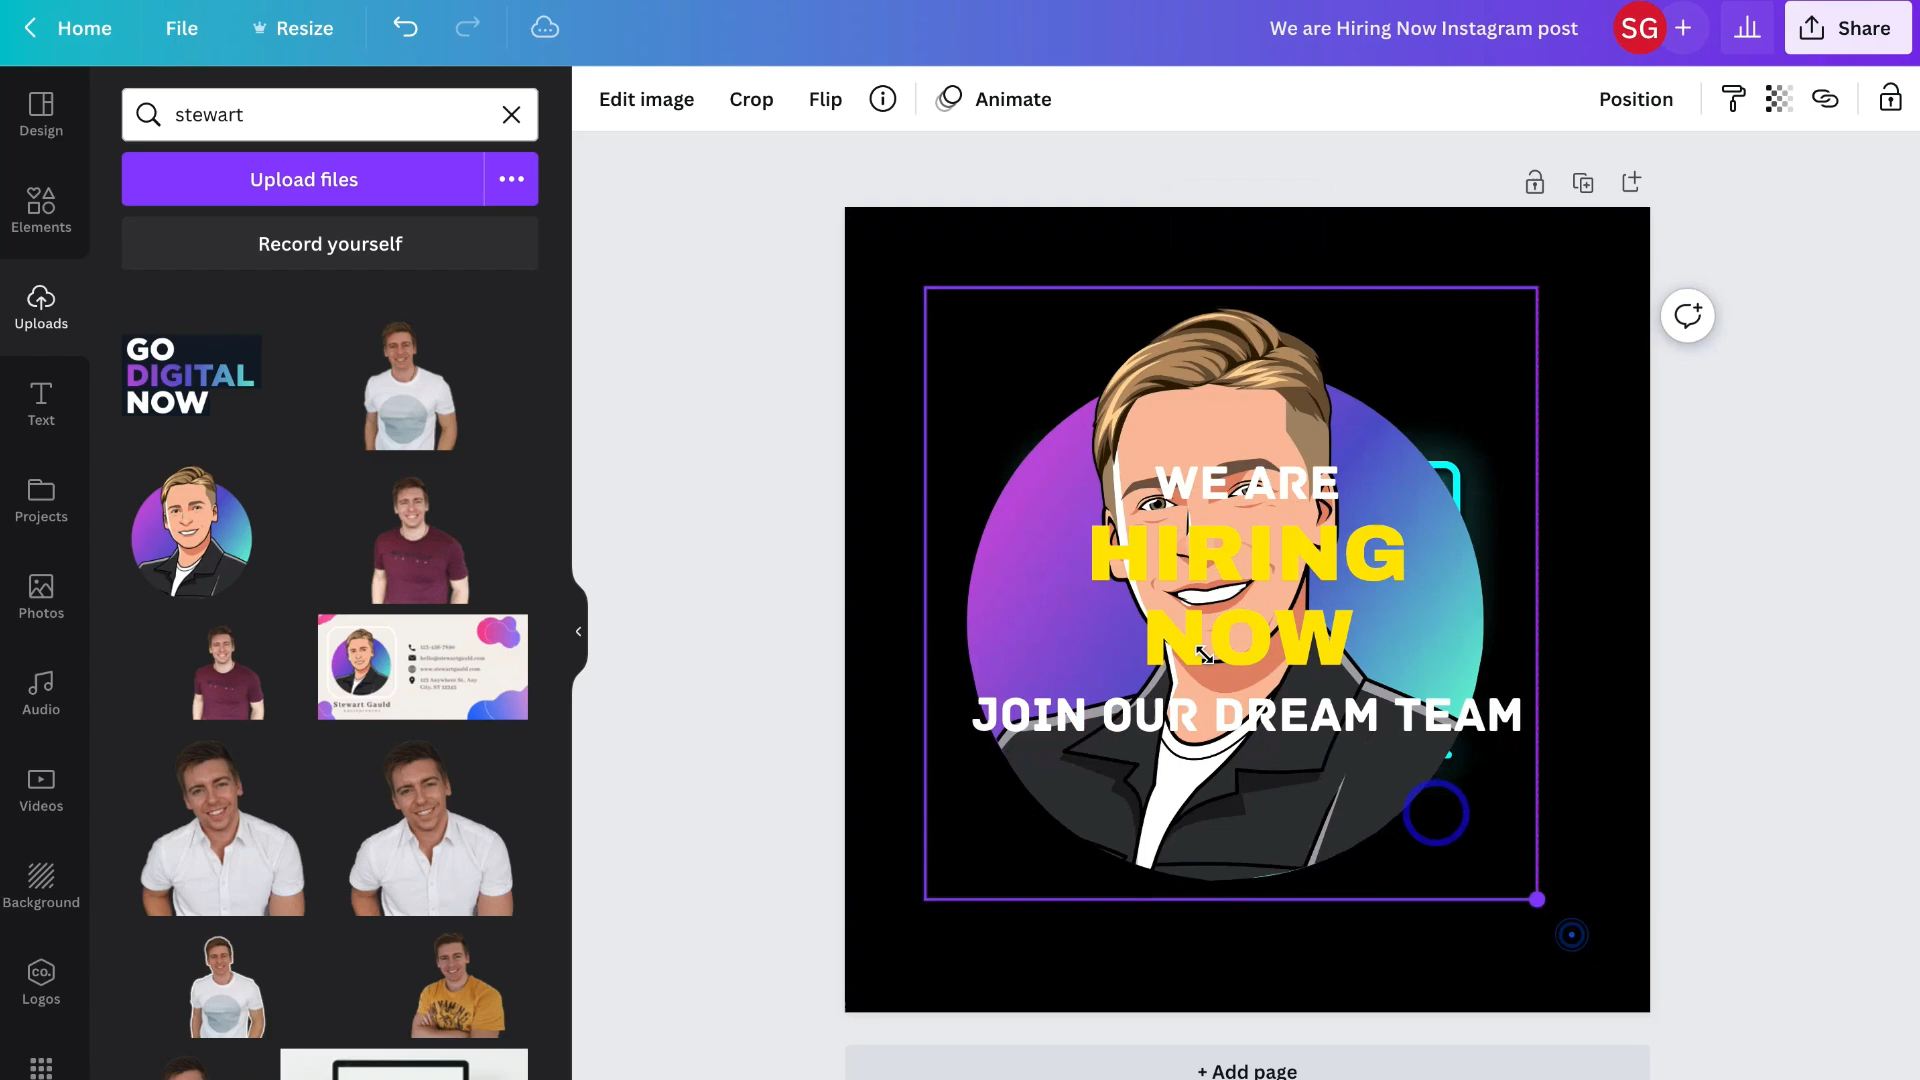 Home
File
Resize
We are Hiring Now Instagram post
SG
Share
stewart
Edit image
Crop
Flip
Animate
Position
Design
Upload files
Elements
Record yourself
Uploads
GO
DIGITAL
NOW
Text
WE ARE
HIRING
NOW
JOIN OUR DREAM TEAM
Projects
Photos
Audio
Stewart Gauld
Videos
Background
co.
Logos
+ Add page